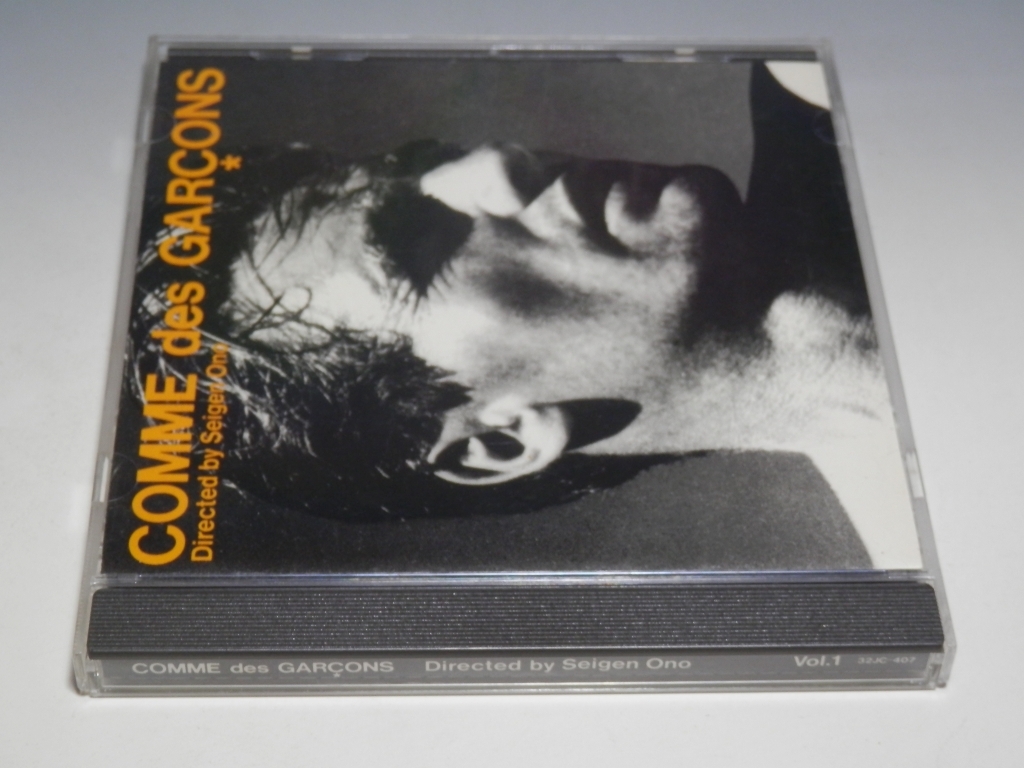 COMME des GARÇONS
*
Directed by Seigen Ono
COMME des GARÇONS Directed by Seigen Ono Vol.1 32JC-407